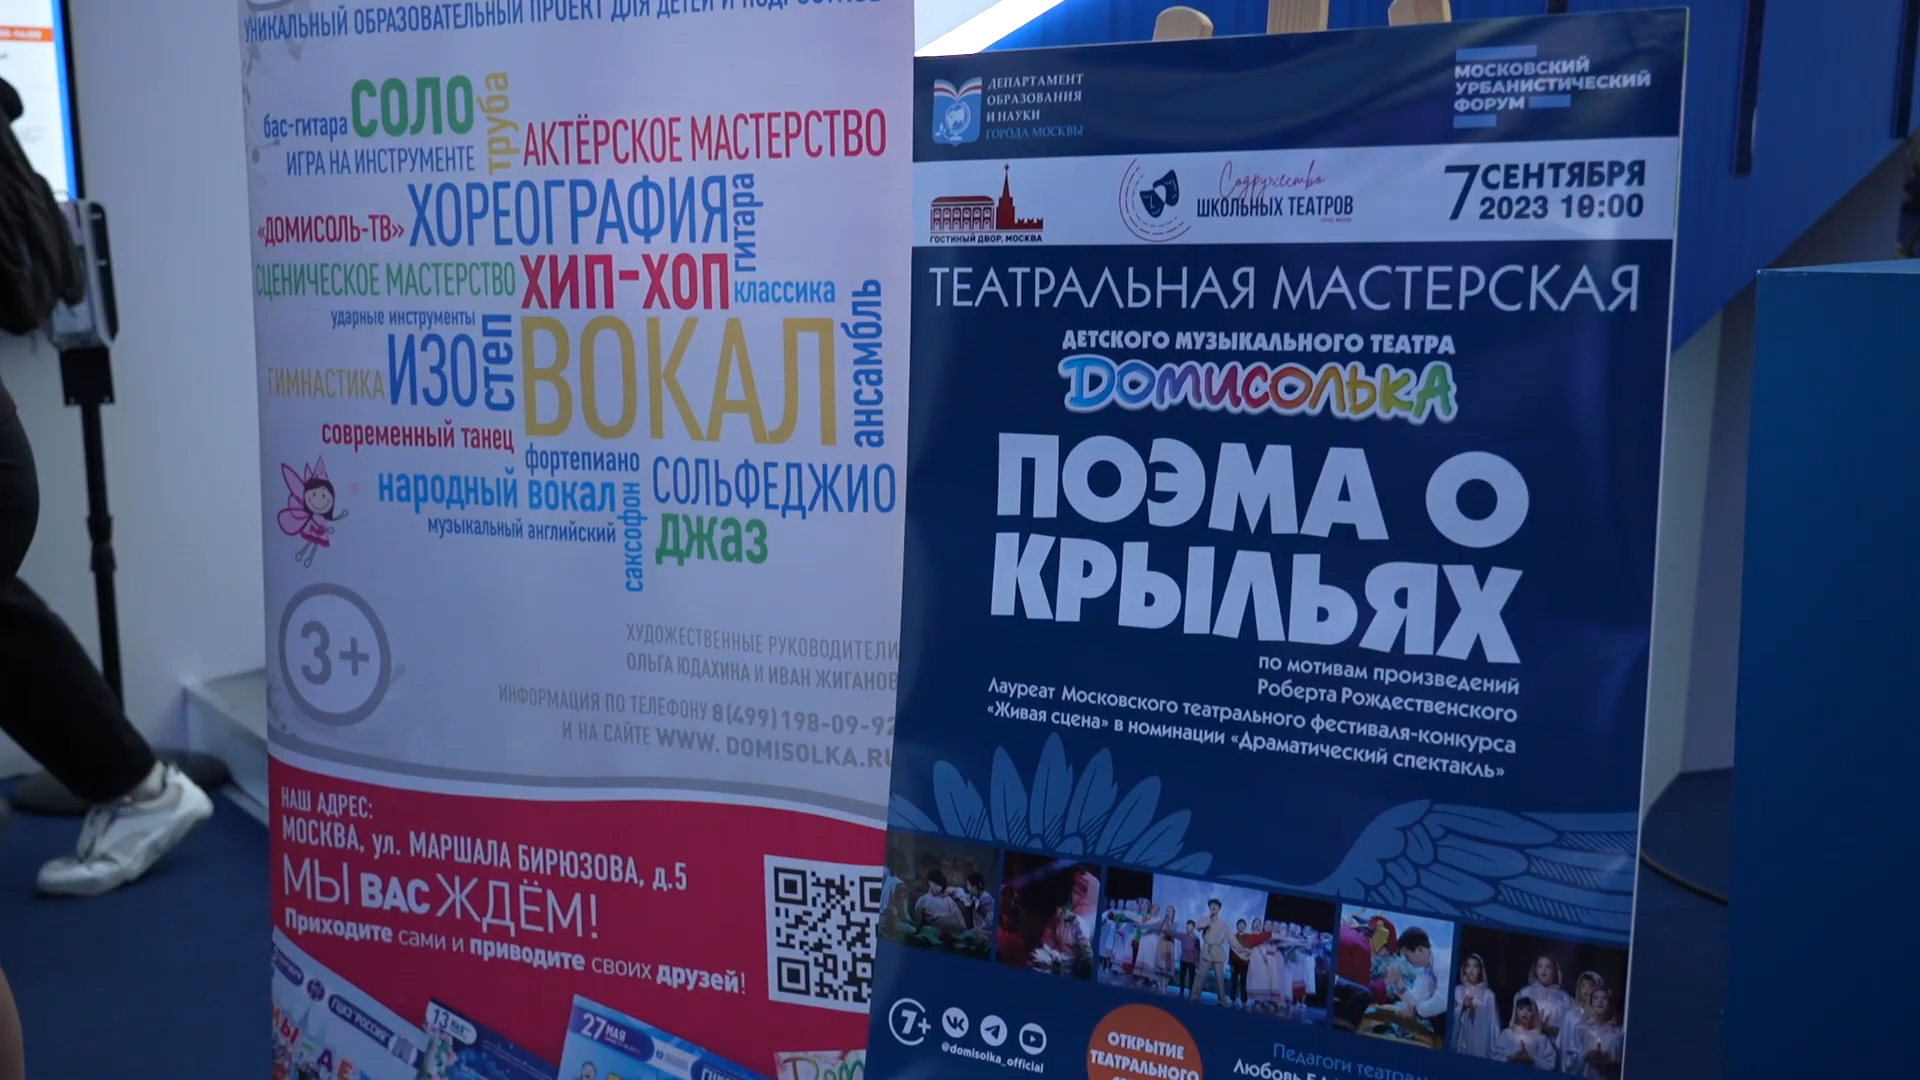 УНИКАЛЬНЫЙ ОБРАЗОВАТЕЛЬНЫЙ ПРОЕКТ ДЛЯ ДЕТЕЙ И ПОДРОСТКОВ
бас-гитара
СОЛО
труба
ИГРА НА ИНСТРУМЕНТЕ
АКТЁРСКОЕ МАСТЕРСТВО
«ДОМИСОЛЬ-ТВ»
ХОРЕОГРАФИЯ
гитара
СЦЕНИЧЕСКОЕ МАСТЕРСТВО
ХИП-ХОП
классика
ударные инструменты
ИЗО
степ
ВОКАЛ
ансамбль
ГИМНАСТИКА
современный танец
фортепиано
народный вокал
саксофон
СОЛЬФЕДЖИО
музыкальный английский
джаз
3+
ХУДОЖЕСТВЕННЫЕ РУКОВОДИТЕЛИ
ОЛЬГА ЮДАХИНА И ИВАН ЖИГАНОВ
ИНФОРМАЦИЯ ПО ТЕЛЕФОНУ 8(499)198-09-92
И НА САЙТЕ WWW. DOMISOLKA.RU
НАШ АДРЕС:
МОСКВА, ул. МАРШАЛА БИРЮЗОВА, д.5
МЫ ВАС ЖДЁМ!
Приходите сами и приводите своих друзей!
ГЦКЗ "РОССИЯ"
13 МАЯ
27 МАЯ
ДЕПАРТАМЕНТ
ОБРАЗОВАНИЯ
И НАУКИ
ГОРОДА МОСКВЫ
МОСКОВСКИЙ
УРБАНИСТИЧЕСКИЙ
ФОРУМ
ГОСТИНЫЙ ДВОР. МОСКВА
Содружество
ШКОЛЬНЫХ ТЕАТРОВ
7 СЕНТЯБРЯ
2023 10:00
ТЕАТРАЛЬНАЯ МАСТЕРСКАЯ
ДЕТСКОГО МУЗЫКАЛЬНОГО ТЕАТРА
ДОМИСОЛЬКА
ПОЭМА О
КРЫЛЬЯХ
по мотивам произведений
Роберта Рождественского
Лауреат Московского театрального фестиваля-конкурса
«Живая сцена» в номинации «Драматический спектакль»
7+
@domisolka_official
ОТКРЫТИЕ
ТЕАТРАЛЬНОГО
Педагоги
Любовь